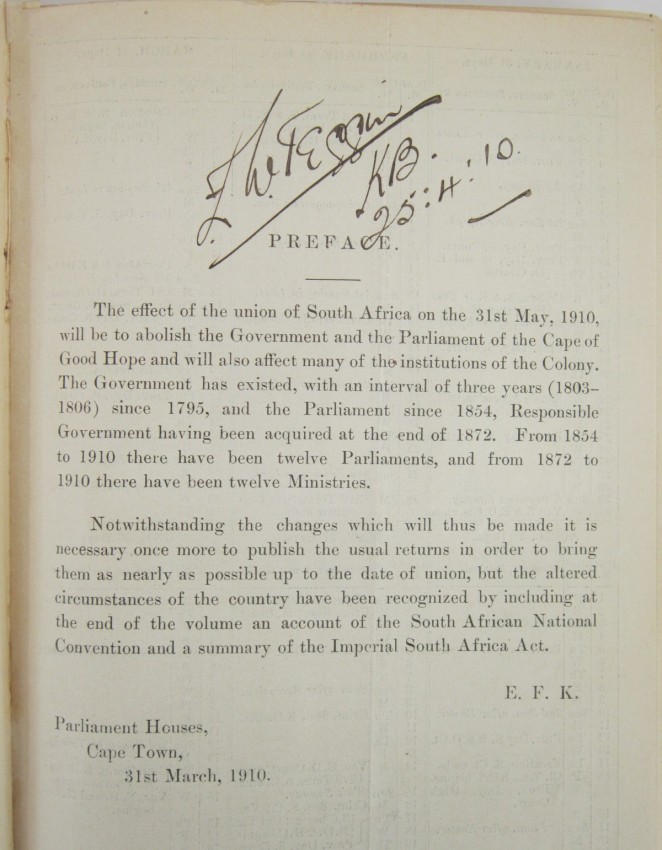 KB.
25:4:10.
PREFACE.
The effect of the union of South Africa on the 31st May, 1910,
will be to abolish the Government and the Parliament of the Cape of
Good Hope and will also affect many of the institutions of the Colony.
The Government has existed, with an interval of three years (1803–
1806) since 1795, and the Parliament since 1854, Responsible
Government having been acquired at the end of 1872. From 1854
to 1910 there have been twelve Parliaments, and from 1872 to
1910 there have been twelve Ministries.
Notwithstanding the changes which will thus be made it is
necessary once more to publish the usual returns in order to bring
them as nearly as possible up to the date of union, but the altered
circumstances of the country have been recognized by including at
the end of the volume an account of the South African National
Convention and a summary of the Imperial South Africa Act.
E. F. K.
Parliament Houses,
Cape Town,
31st March, 1910.